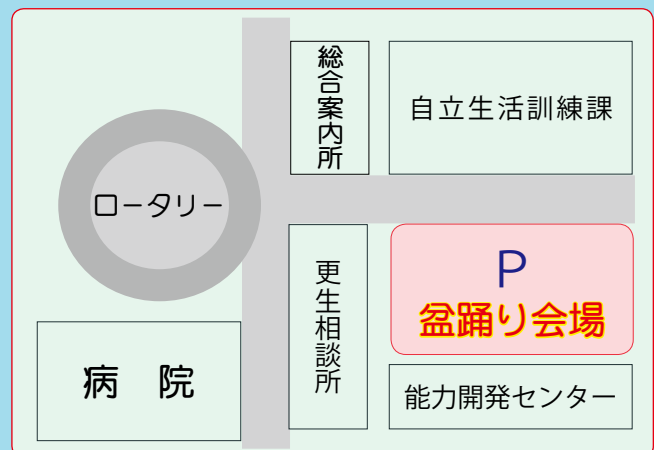 総合案内所
自立生活訓練課
ロータリー
P
盆踊り会場
更生相談所
病 院
能力開発センター